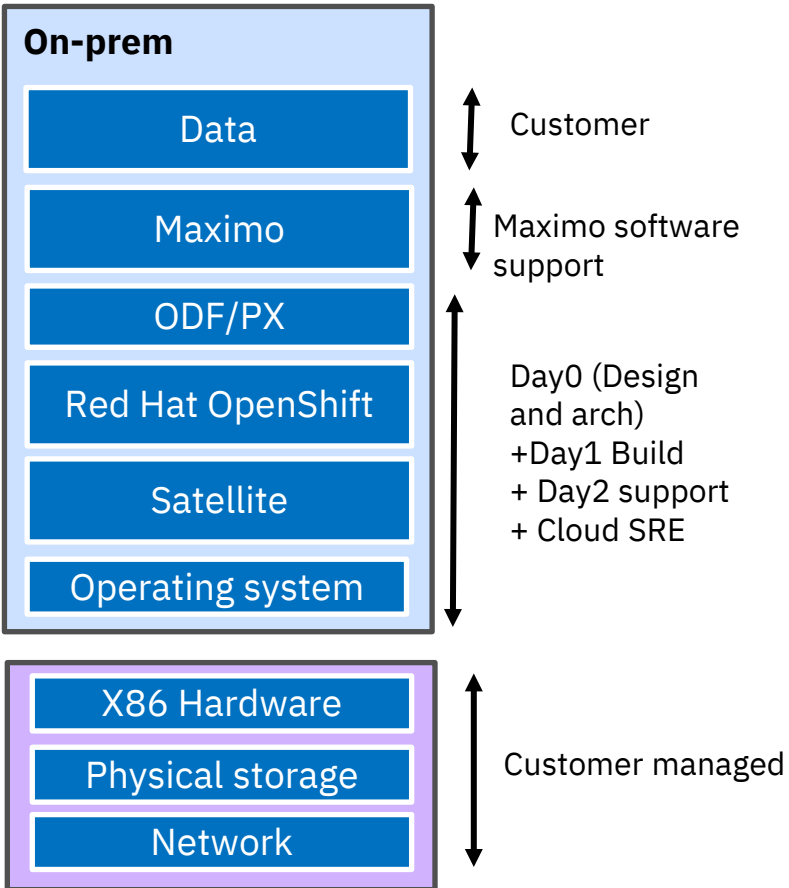 On-prem
Data
Customer
Maximo
Maximo software
support
ODF/PX
Red Hat OpenShift
Satellite
Operating system
Day0 (Design
and arch)
+Day1 Build
+ Day2 support
+ Cloud SRE
X86 Hardware
Physical storage
Network
Customer managed